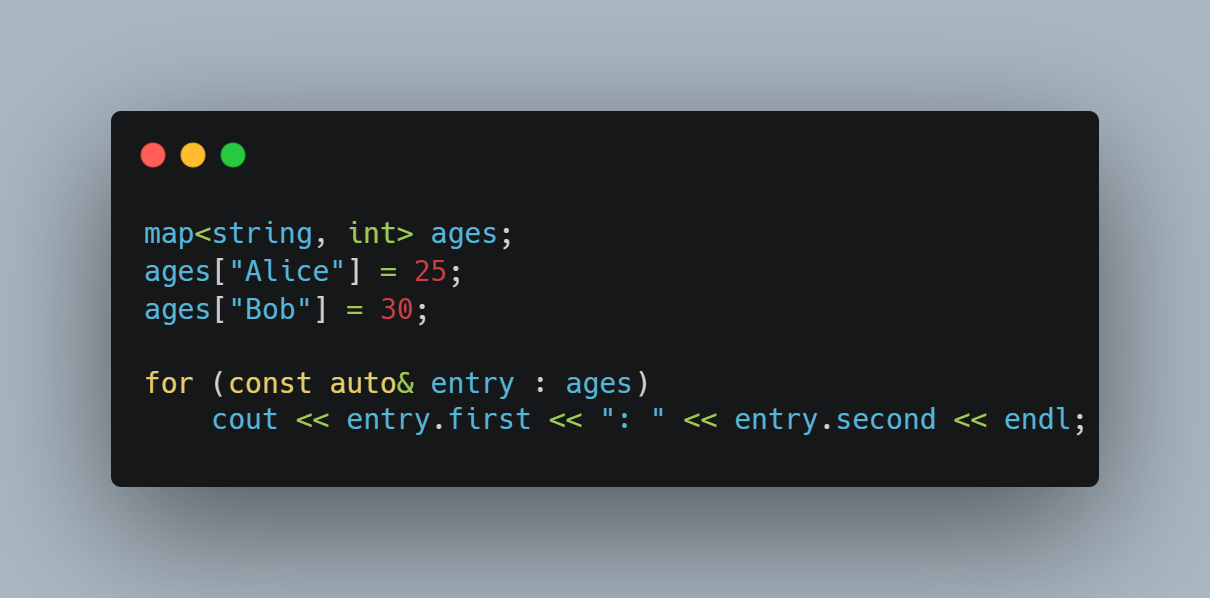 map<string, int> ages;
ages["Alice"] = 25;
ages["Bob"] = 30;

for (const auto& entry : ages)
    cout << entry.first << ": " << entry.second << endl;